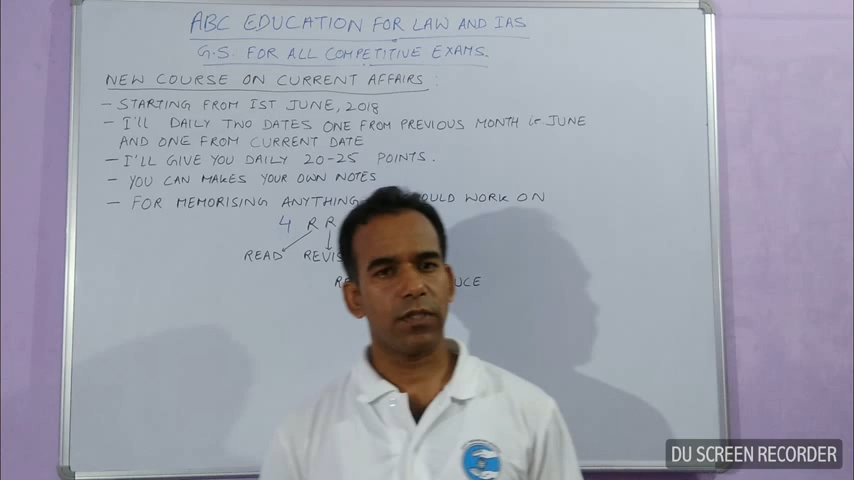 ABC EDUCATION FOR LAW AND IAS
G.S. FOR ALL COMPETITIVE EXAMS.
NEW COURSE ON CURRENT AFFAIRS :
- STARTING FROM IST JUNE, 2018
- I'LL DAILY TWO DATES ONE FROM PREVIOUS MONTH i.e JUNE
AND ONE FROM CURRENT DATE
- I'LL GIVE YOU DAILY 20-25 POINTS.
- YOU CAN MAKES YOUR OWN NOTES
- FOR MEMORISING ANYTHING WORK ON
4 R R
READ
DU SCREEN RECORDER